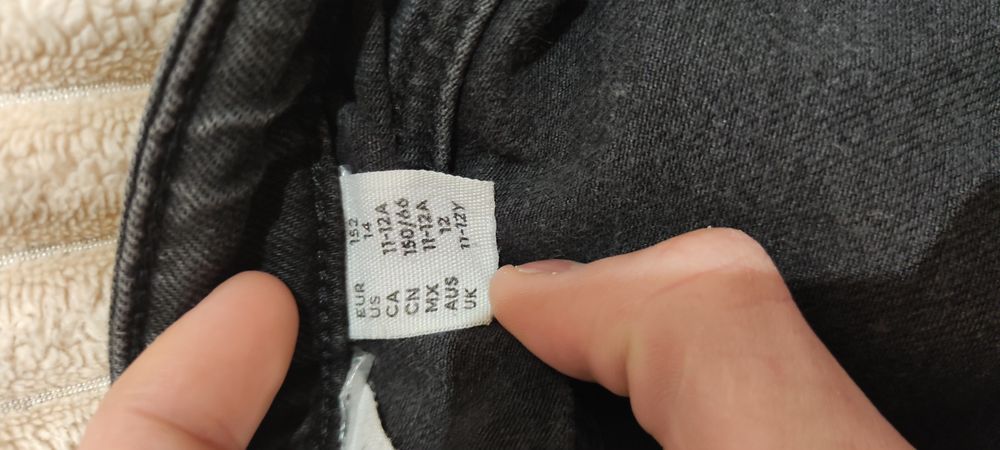 EUR 152
US 14
CA 11-12A
CN 150/66
MX 11-12A
AUS 12
UK 11-12Y